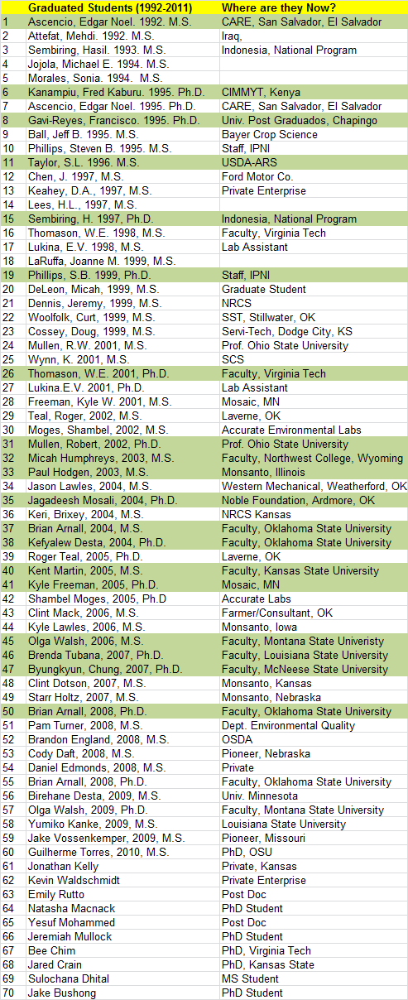 Graduated Students (1992-2011) Where are they Now?
1 Ascencio, Edgar Noel. 1992. M.S. CARE, San Salvador, El Salvador
2 Attefat, Mehdi. 1992. M.S. Iraq,
3 Sembiring, Hasil. 1993. M.S. Indonesia, National Program
4 Jojola, Michael E. 1994. M.S.
5 Morales, Sonia. 1994. M.S.
6 Kanampiu, Fred Kaburu. 1995. Ph.D. CIMMYT, Kenya
7 Ascencio, Edgar Noel. 1995. Ph.D. CARE, San Salvador, El Salvador
8 Gavi-Reyes, Francisco. 1995. Ph.D. Univ. Post Graduados, Chapingo
9 Ball, Jeff B. 1995. M.S. Bayer Crop Science
10 Phillips, Steven B. 1995. M.S. Staff, IPNI
11 Taylor, S.L. 1996. M.S. USDA-ARS
12 Chen, J. 1997, M.S. Ford Motor Co.
13 Keahey, D.A., 1997, M.S. Private Enterprise
14 Lees, H.L., 1997, M.S.
15 Sembiring, H. 1997, Ph.D. Indonesia, National Program
16 Thomason, W.E. 1998, M.S. Faculty, Virginia Tech
17 Lukina, E.V. 1998, M.S. Lab Assistant
18 LaRuffa, Joanne M. 1999, M.S.
19 Phillips, S.B. 1999, Ph.D. Staff, IPNI
20 DeLeon, Micah, 1999, M.S. Graduate Student
21 Dennis, Jeremy, 1999, M.S. NRCS
22 Woolfolk, Curt, 1999, M.S. SST, Stillwater, OK
23 Cossey, Doug, 1999, M.S. Servi-Tech, Dodge City, KS
24 Mullen, R.W. 2001, M.S. Prof. Ohio State University
25 Wynn, K. 2001, M.S. SCS
26 Thomason, W.E. 2001, Ph.D. Faculty, Virginia Tech
27 Lukina.E.V. 2001, Ph.D. Lab Assistant
28 Freeman, Kyle W. 2001, M.S. Mosaic, MN
29 Teal, Roger, 2002, M.S. Laverne, OK
30 Moges, Shambel, 2002, M.S. Accurate Environmental Labs
31 Mullen, Robert, 2002, Ph.D. Prof. Ohio State University
32 Micah Humphreys, 2003, M.S. Faculty, Northwest College, Wyoming
33 Paul Hodgen, 2003, M.S. Monsanto, Illinois
34 Jason Lawles, 2004, M.S. Western Mechanical, Weatherford, OK
35 Jagadeesh Mosali, 2004, Ph.D. Noble Foundation, Ardmore, OK
36 Keri, Brixey, 2004, M.S. NRCS Kansas
37 Brian Arnall, 2004, M.S. Faculty, Oklahoma State University
38 Kefyalew Desta, 2004, Ph.D. Faculty, Oklahoma State University
39 Roger Teal, 2005, Ph.D. Laverne, OK
40 Kent Martin, 2005, M.S. Faculty, Kansas State University
41 Kyle Freeman, 2005, Ph.D. Mosaic, MN
42 Shambel Moges, 2005, Ph.D Accurate Labs
43 Clint Mack, 2006, M.S. Farmer/Consultant, OK
44 Kyle Lawles, 2006, M.S. Monsanto, Iowa
45 Olga Walsh, 2006, M.S. Faculty, Montana State Univeristy
46 Brenda Tubana, 2007, Ph.D. Faculty, Louisiana State University
47 Byungkyun, Chung, 2007, Ph.D. Faculty, McNeese State University
48 Clint Dotson, 2007, M.S. Monsanto, Kansas
49 Starr Holtz, 2007, M.S. Monsanto, Nebraska
50 Brian Arnall, 2008, Ph.D. Faculty, Oklahoma State University
51 Pam Turner, 2008, M.S. Dept. Environmental Quality
52 Brandon England, 2008, M.S. OSDA
53 Cody Daft, 2008, M.S. Pioneer, Nebraska
54 Daniel Edmonds, 2008, M.S. Private
55 Brian Arnall, 2008, Ph.D. Faculty, Oklahoma State University
56 Birehane Desta, 2009, M.S. Univ. Minnesota
57 Olga Walsh, 2009, Ph.D. Faculty, Montana State University
58 Yumiko Kanke, 2009, M.S. Louisiana State University
59 Jake Vossenkemper, 2009, M.S. Pioneer, Missouri
60 Guilherme Torres, 2010, M.S. PhD, OSU
61 Jonathan Kelly Private, Kansas
62 Kevin Waldschmidt Private Enterprise
63 Emily Rutto Post Doc
64 Natasha Macnack PhD Student
65 Yesuf Mohammed Post Doc
66 Jeremiah Mullock PhD Student
67 Bee Chim PhD, Virginia Tech
68 Jared Crain PhD, Kansas State
69 Sulochana Dhital MS Student
70 Jake Bushong PhD Student